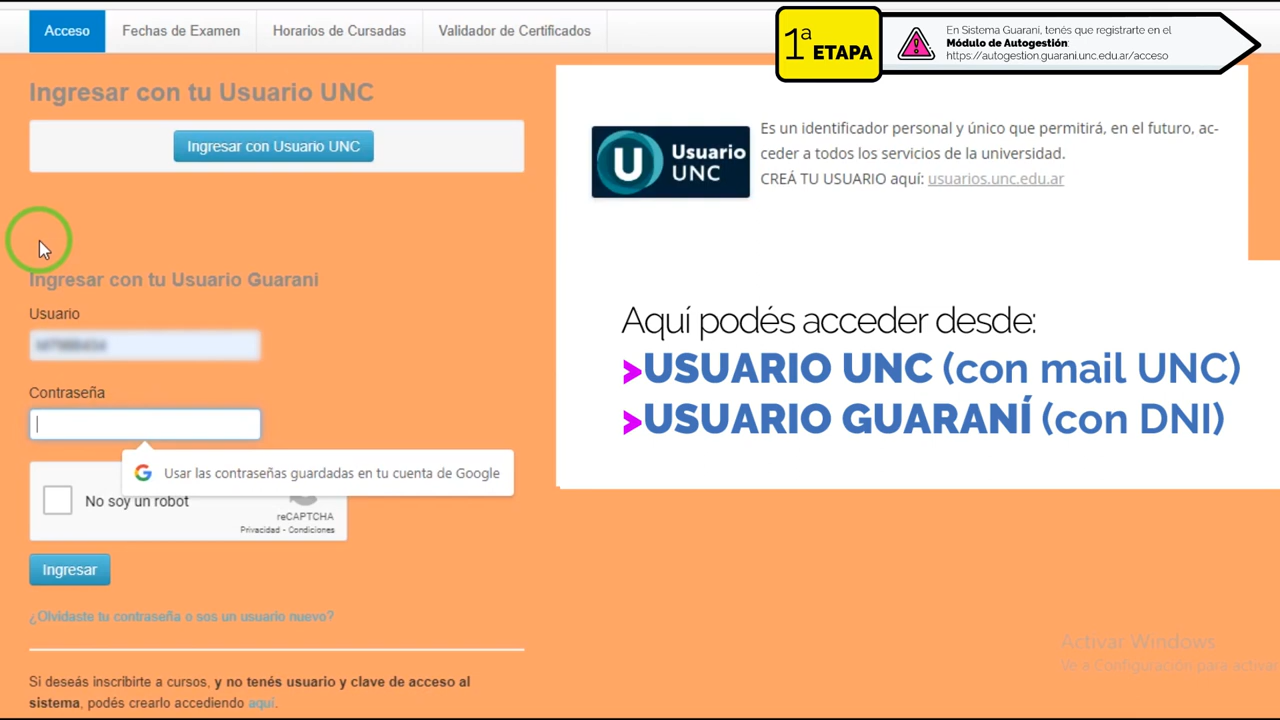 Acceso
Fechas de Examen
Horarios de Cursadas
Validador de Certificados
1ª ETAPA
En Sistema Guaraní, tenés que registrarte en el
Módulo de Autogestión:
https://autogestion.guarani.unc.edu.ar/acceso
Ingresar con tu Usuario UNC
Ingresar con Usuario UNC
Usuario
UNC
Es un identificador personal y único que permitirá, en el futuro, ac-
ceder a todos los servicios de la universidad.
CREÁ TU USUARIO aquí: usuarios.unc.edu.ar
Ingresar con tu Usuario Guarani
Usuario
Contraseña
Usar las contraseñas guardadas en tu cuenta de Google
No soy un robot
reCAPTCHA
Privacidad - Condiciones
Ingresar
¿Olvidaste tu contraseña o sos un usuario nuevo?
Si deseás inscribirte a cursos, y no tenés usuario y clave de acceso al
sistema, podés crearlo accediendo aquí.
Aquí podés acceder desde:
>USUARIO UNC (con mail UNC)
>USUARIO GUARANÍ (con DNI)
Activar Windows
Ve a Configuración para activar